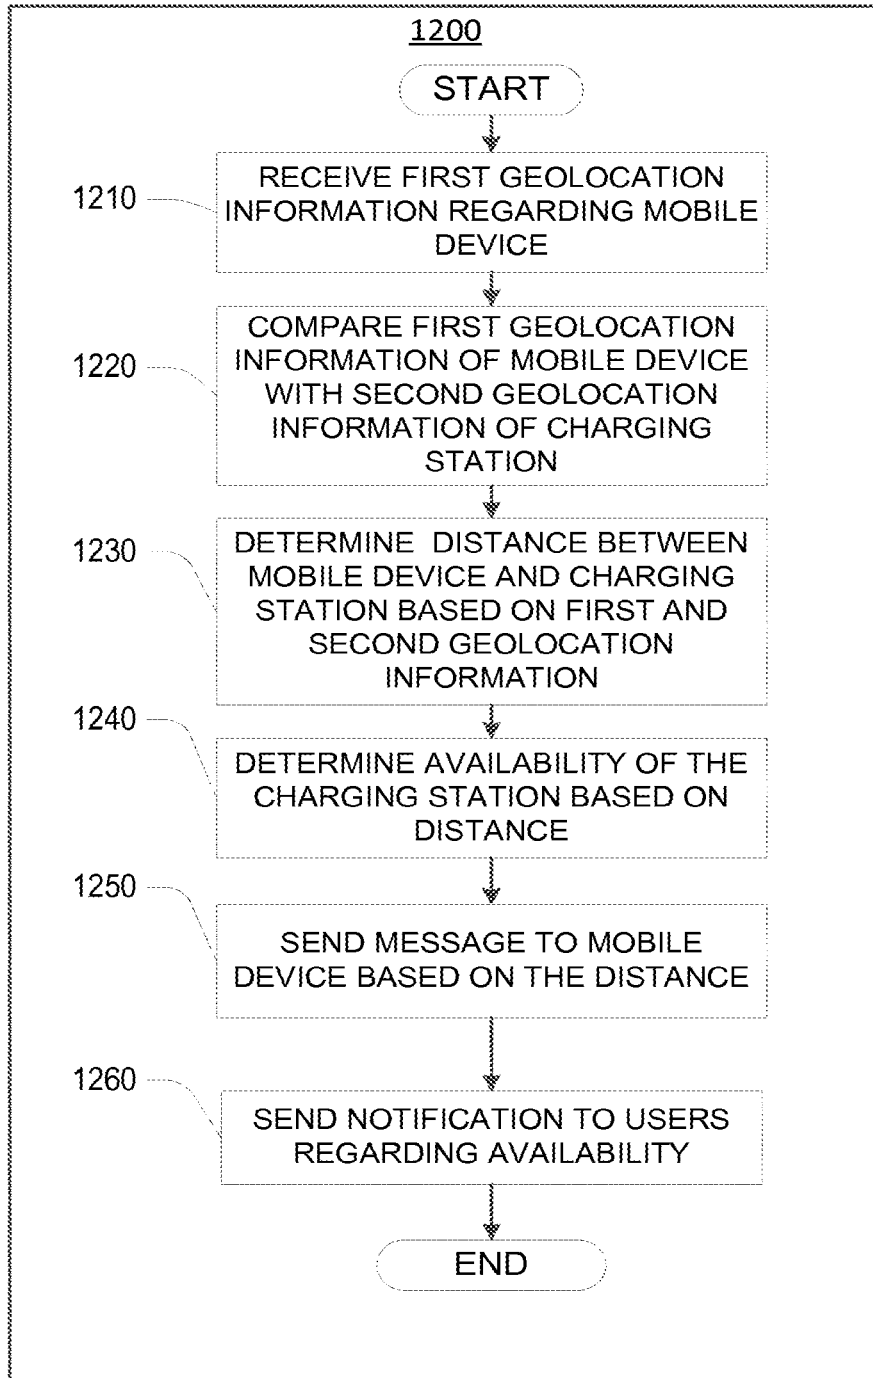 1200
START
1210
RECEIVE FIRST GEOLOCATION
INFORMATION REGARDING MOBILE
DEVICE
1220
COMPARE FIRST GEOLOCATION
INFORMATION OF MOBILE DEVICE
WITH SECOND GEOLOCATION
INFORMATION OF CHARGING
STATION
1230
DETERMINE DISTANCE BETWEEN
MOBILE DEVICE AND CHARGING
STATION BASED ON FIRST AND
SECOND GEOLOCATION
INFORMATION
1240
DETERMINE AVAILABILITY OF THE
CHARGING STATION BASED ON
DISTANCE
1250
SEND MESSAGE TO MOBILE
DEVICE BASED ON THE DISTANCE
1260
SEND NOTIFICATION TO USERS
REGARDING AVAILABILITY
END